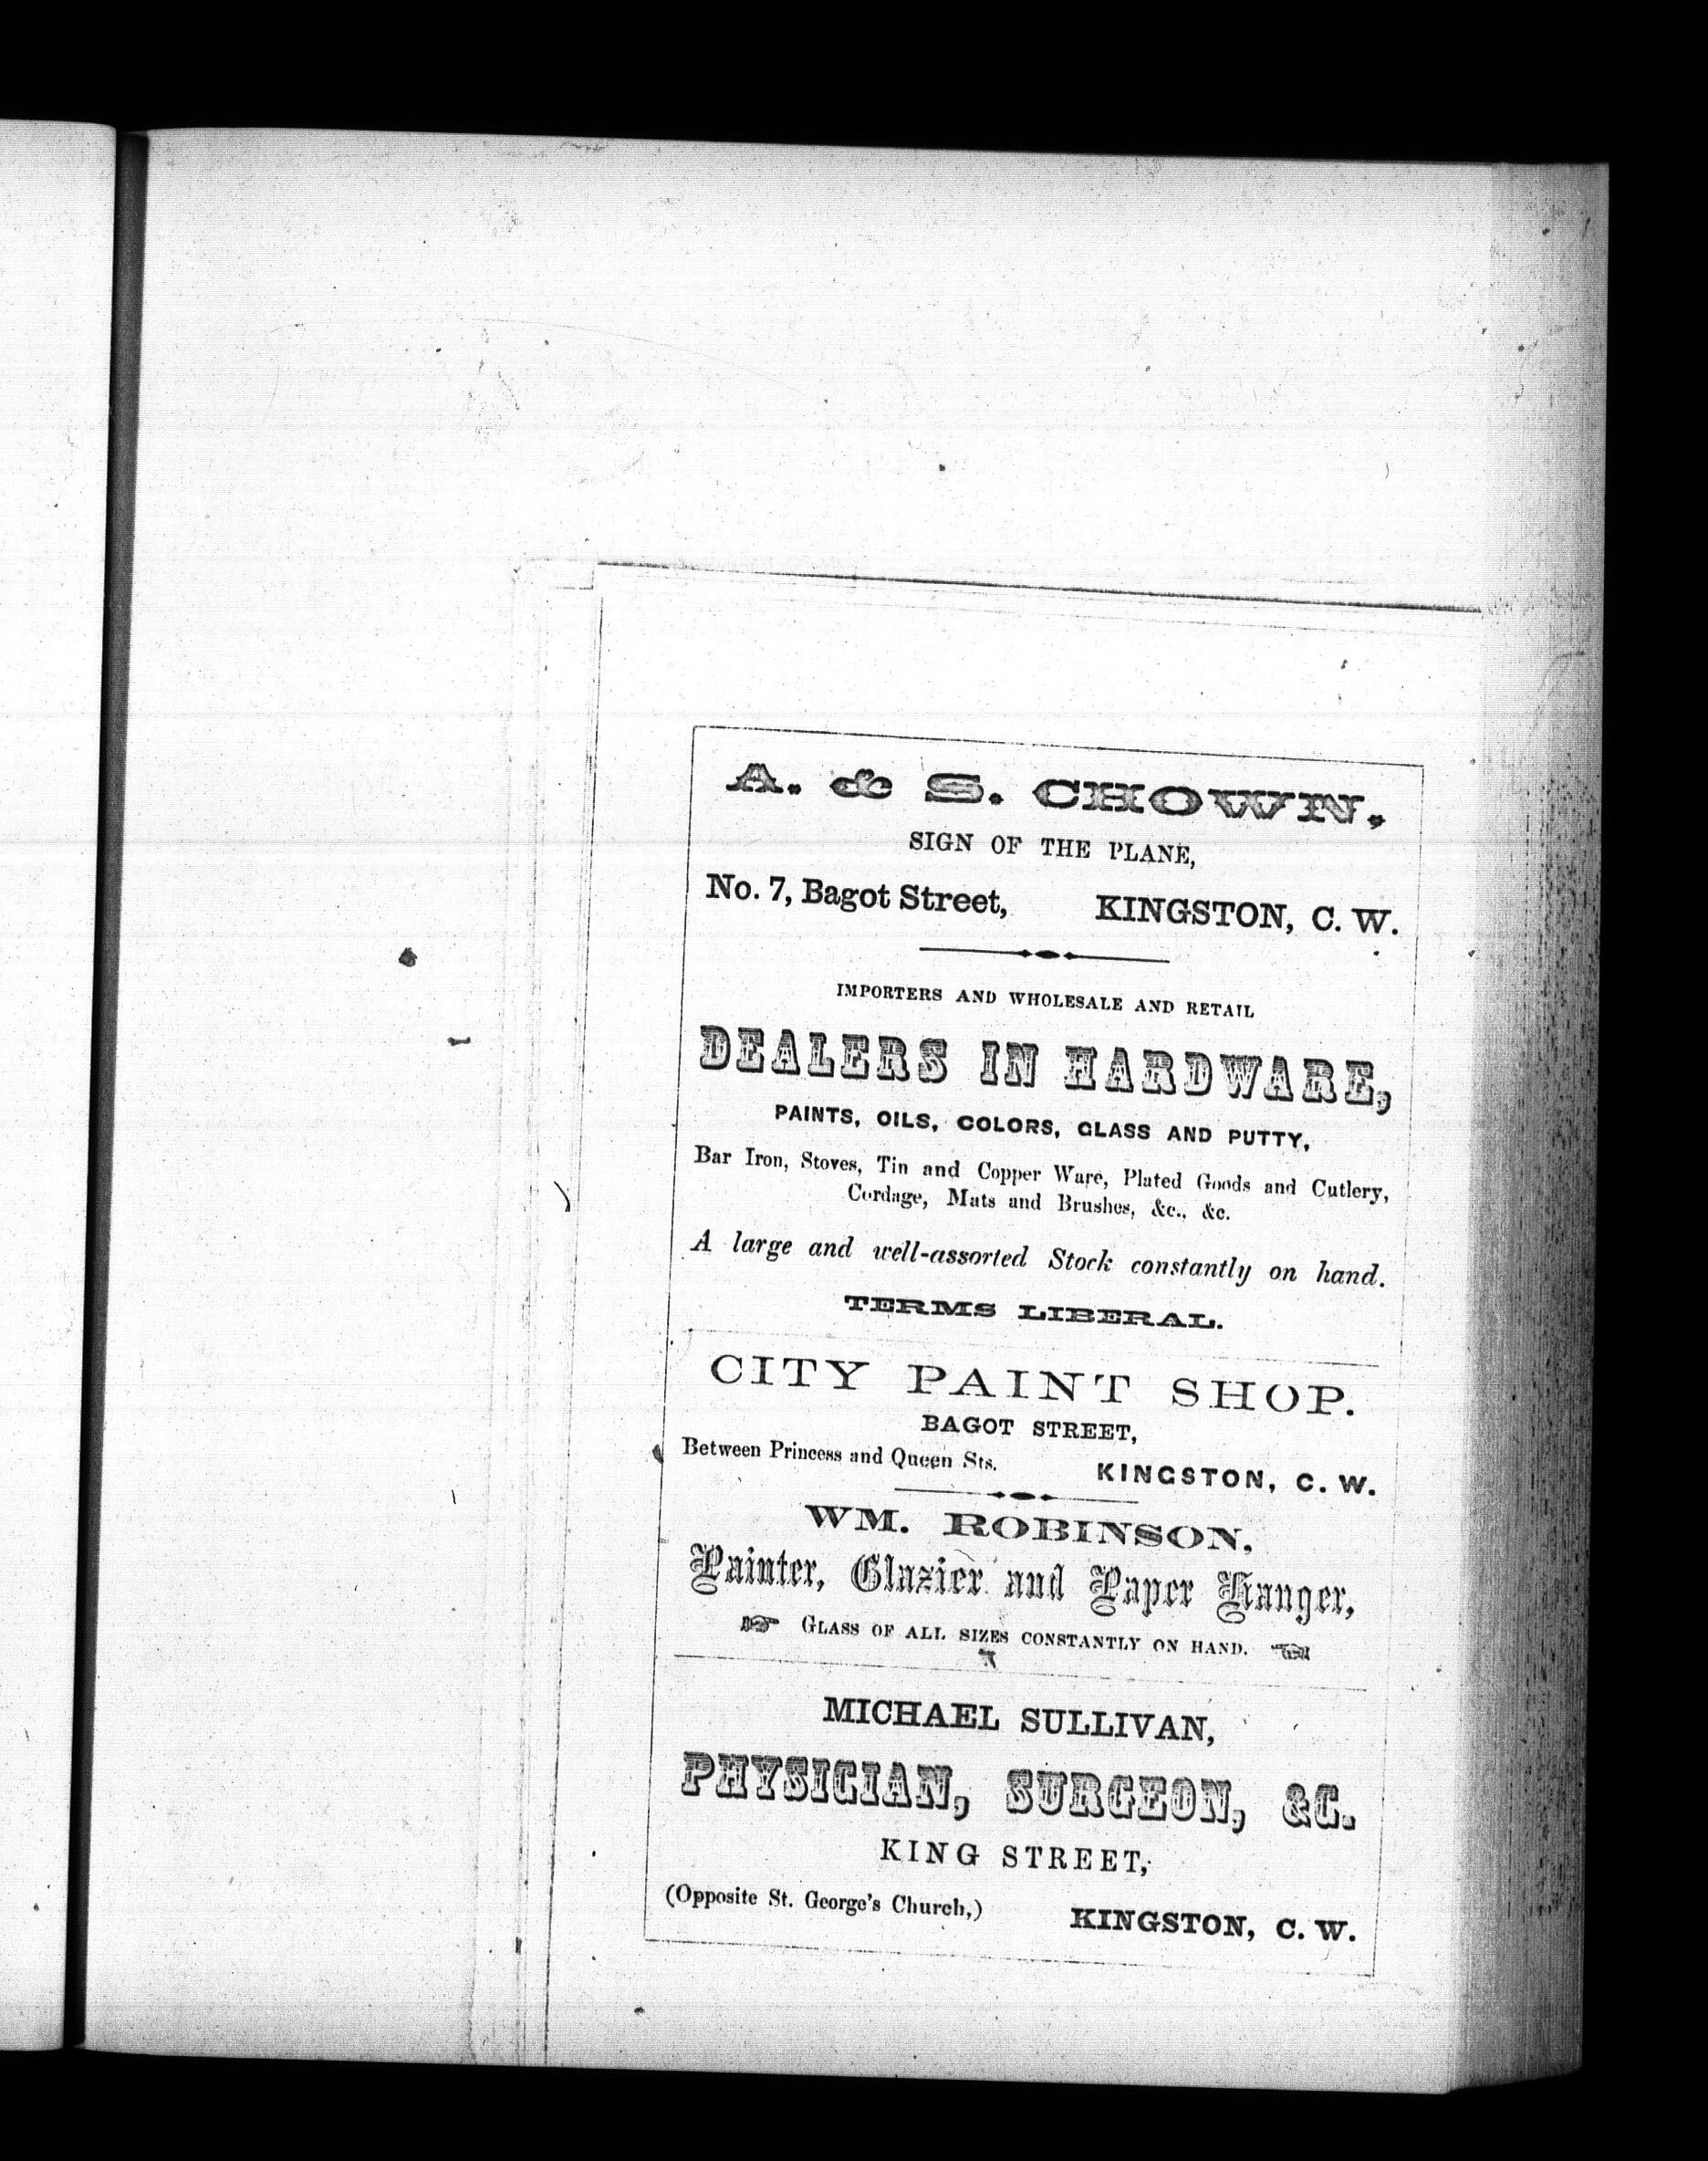 A. & S. CHOWN.
SIGN OF THE PLANE,
No. 7, Bagot Street, KINGSTON, C. W.
IMPORTERS AND WHOLESALE AND RETAIL
DEALERS IN HARDWARE,
PAINTS, OILS, COLORS, GLASS AND PUTTY,
Bar Iron, Stoves, Tin and Copper Ware, Plated Goods and Cutlery,
Cordage, Mats and Brushes, &c., &c.
A large and well-assorted Stock constantly on hand.
TERMS LIBERAL.
CITY PAINT SHOP.
BAGOT STREET,
Between Princess and Queen Sts. KINGSTON, C. W.
WM. ROBINSON,
Painter, Glazier and Paper Hanger,
☞ GLASS OF ALL SIZES CONSTANTLY ON HAND. ☜
MICHAEL SULLIVAN,
PHYSICIAN, SURGEON, &C.
KING STREET,
(Opposite St. George's Church,) KINGSTON, C. W.